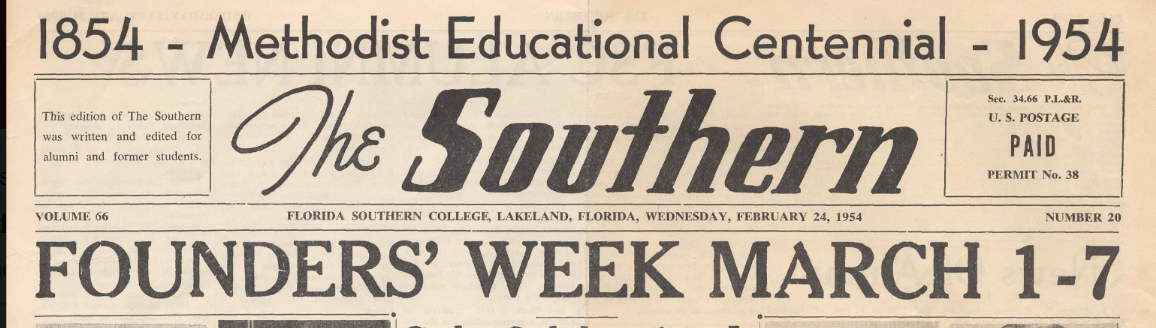 1854 - Methodist Educational Centennial - 1954
This edition of The Southern
was written and edited for
alumni and former students.
The Southern
Sec. 34.66 P.L.&R.
U. S. POSTAGE
PAID
PERMIT No. 38
VOLUME 66
FLORIDA SOUTHERN COLLEGE, LAKELAND, FLORIDA, WEDNESDAY, FEBRUARY 24, 1954
NUMBER 20
FOUNDERS' WEEK MARCH 1-7